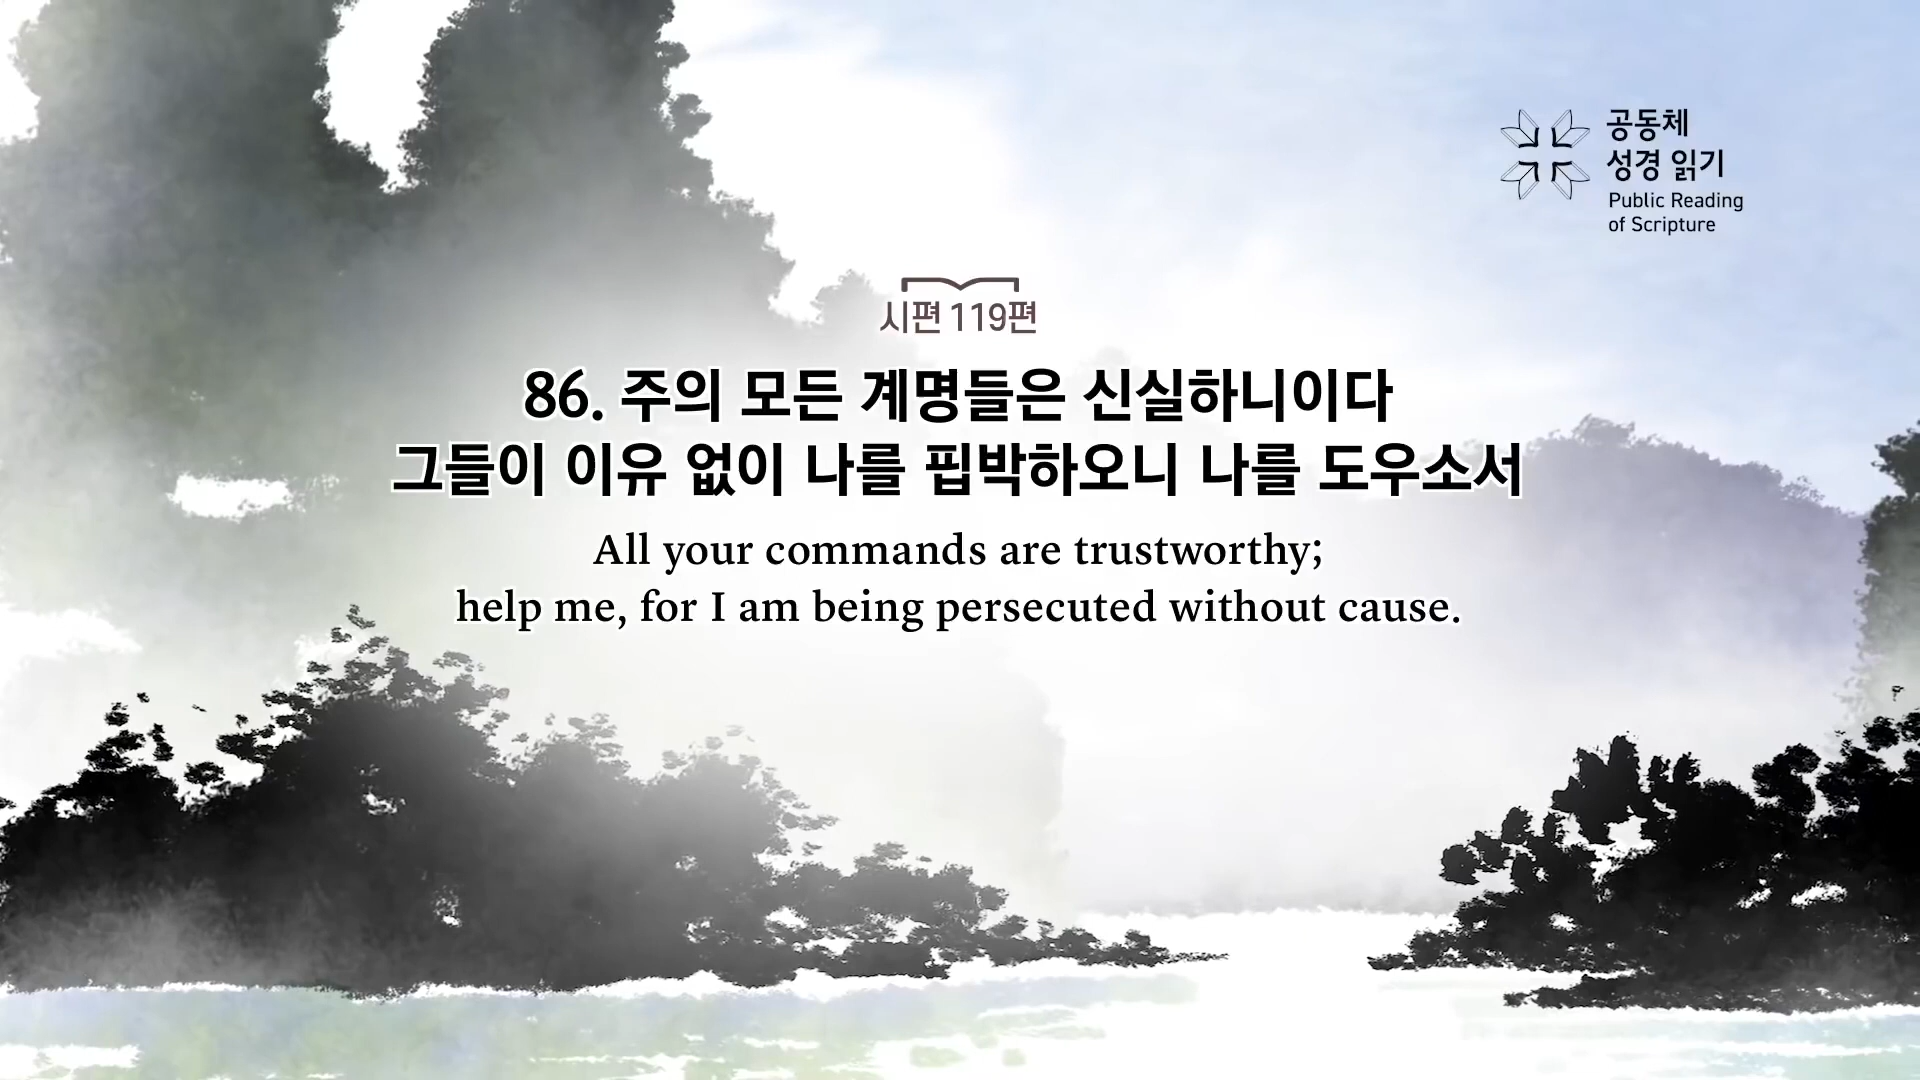 공동체
성경 읽기
Public Reading
of Scripture
시편 119편
86. 주의 모든 계명들은 신실하니이다
그들이 이유 없이 나를 핍박하오니 나를 도우소서
All your commands are trustworthy;
help me, for I am being persecuted without cause.